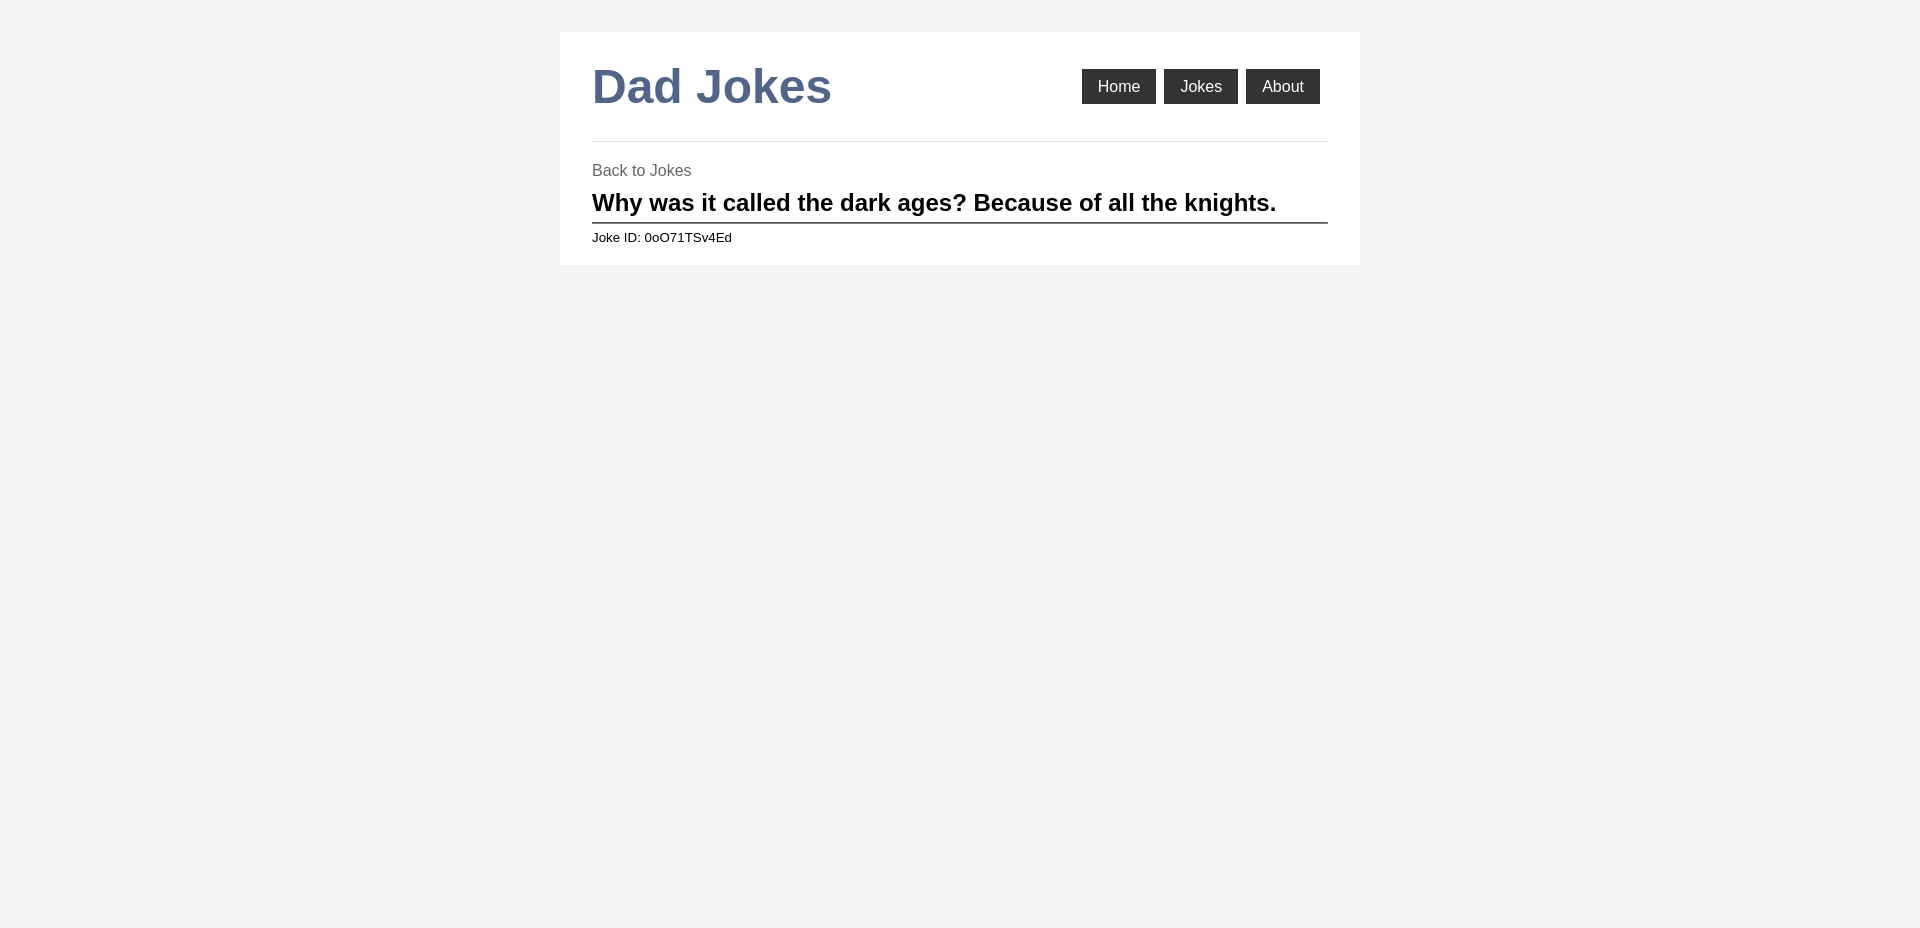 Dad Jokes
Home Jokes About
Back to Jokes
Why was it called the dark ages? Because of all the knights.
Joke ID: 0oO71TSv4Ed